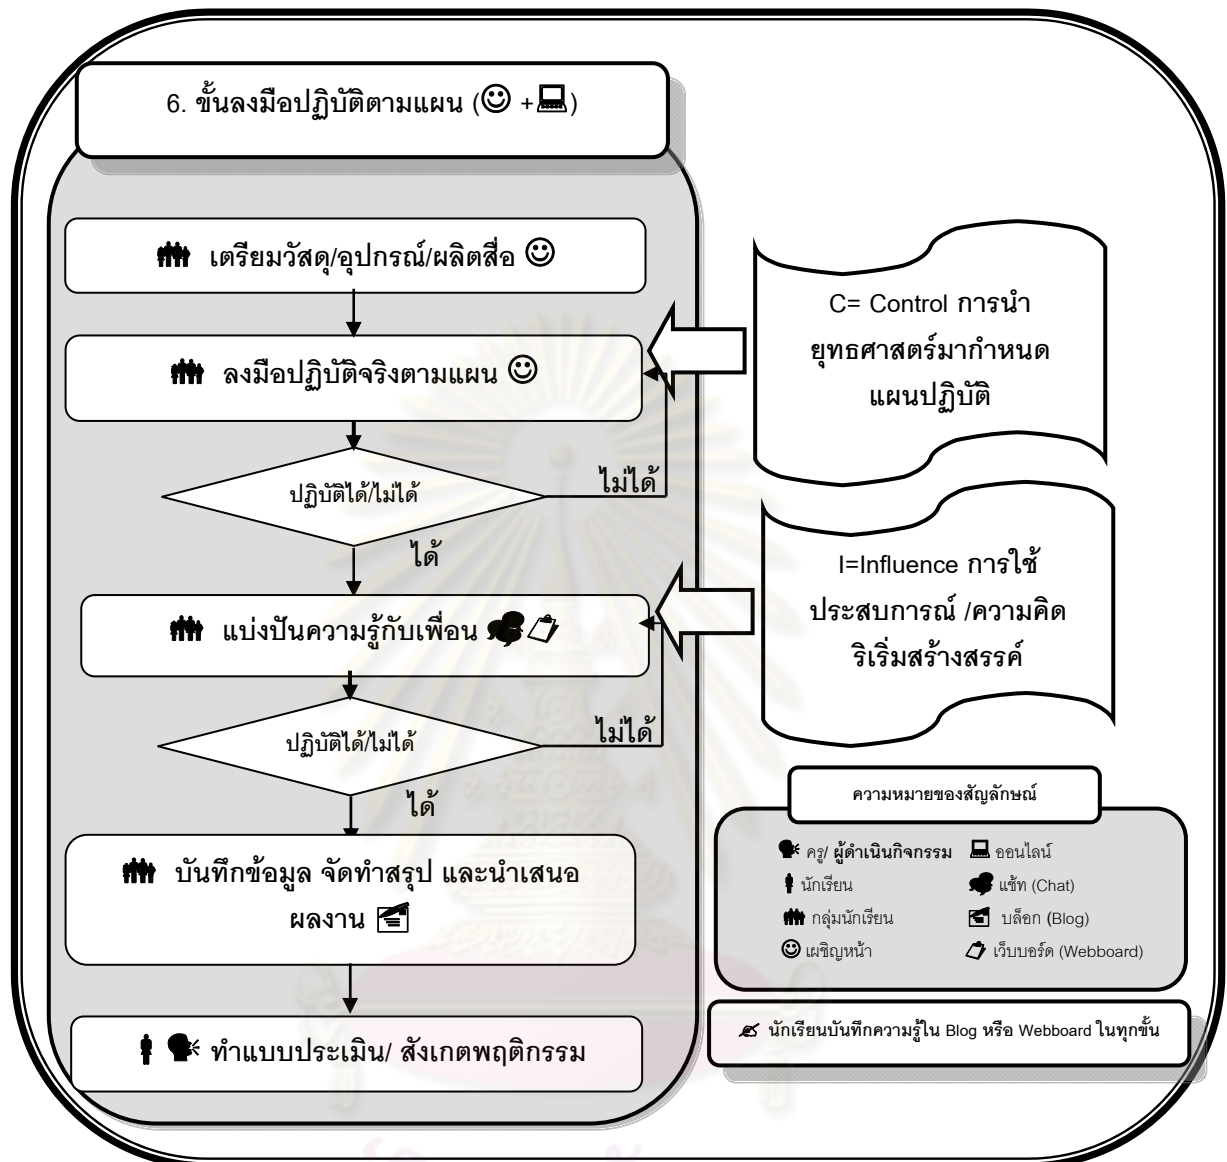 6. ขั้นลงมือปฏิบัติตามแผน (☺ +💻)
เตรียมวัสดุ/อุปกรณ์/ผลิตสื่อ ☺
ลงมือปฏิบัติจริงตามแผน ☺
ปฏิบัติได้/ไม่ได้
ไม่ได้
ได้
แบ่งปันความรู้กับเพื่อน
ปฏิบัติได้/ไม่ได้
ไม่ได้
ได้
บันทึกข้อมูล จัดทำสรุป และนำเสนอ
ผลงาน
ทำแบบประเมิน/ สังเกตพฤติกรรม
C= Control การนำ
ยุทธศาสตร์มากำหนด
แผนปฏิบัติ
I=Influence การใช้
ประสบการณ์ /ความคิด
ริเริ่มสร้างสรรค์
ความหมายของสัญลักษณ์
ครู/ ผู้ดำเนินกิจกรรม
ออนไลน์
นักเรียน
แช้ท (Chat)
กลุ่มนักเรียน
บล็อก (Blog)
เผชิญหน้า
เว็บบอร์ด (Webboard)
นักเรียนบันทึกความรู้ใน Blog หรือ Webboard ในทุกขั้น